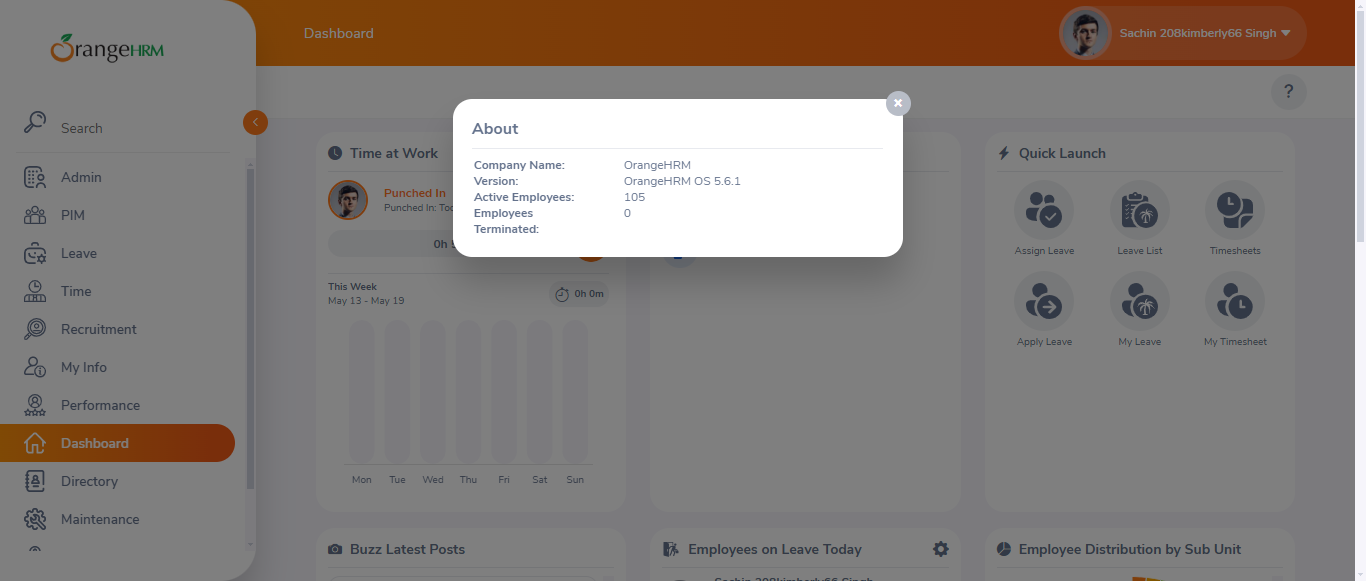 OrangeHRM
Search
Admin
PIM
Leave
Time
Recruitment
My Info
Performance
Dashboard
Directory
Maintenance
Dashboard
Sachin 208kimberly66 Singh
?
About
Company Name: OrangeHRM
Version: OrangeHRM OS 5.6.1
Active Employees: 105
Employees 0
Terminated:
Time at Work
Punched In
Punched In:
0h
This Week
May 13 - May 19
0h 0m
Mon Tue Wed Thu Fri Sat Sun
Quick Launch
Assign Leave Leave List Timesheets
Apply Leave My Leave My Timesheet
Buzz Latest Posts
Employees on Leave Today
Sachin 208kimberly66 Singh
Employee Distribution by Sub Unit